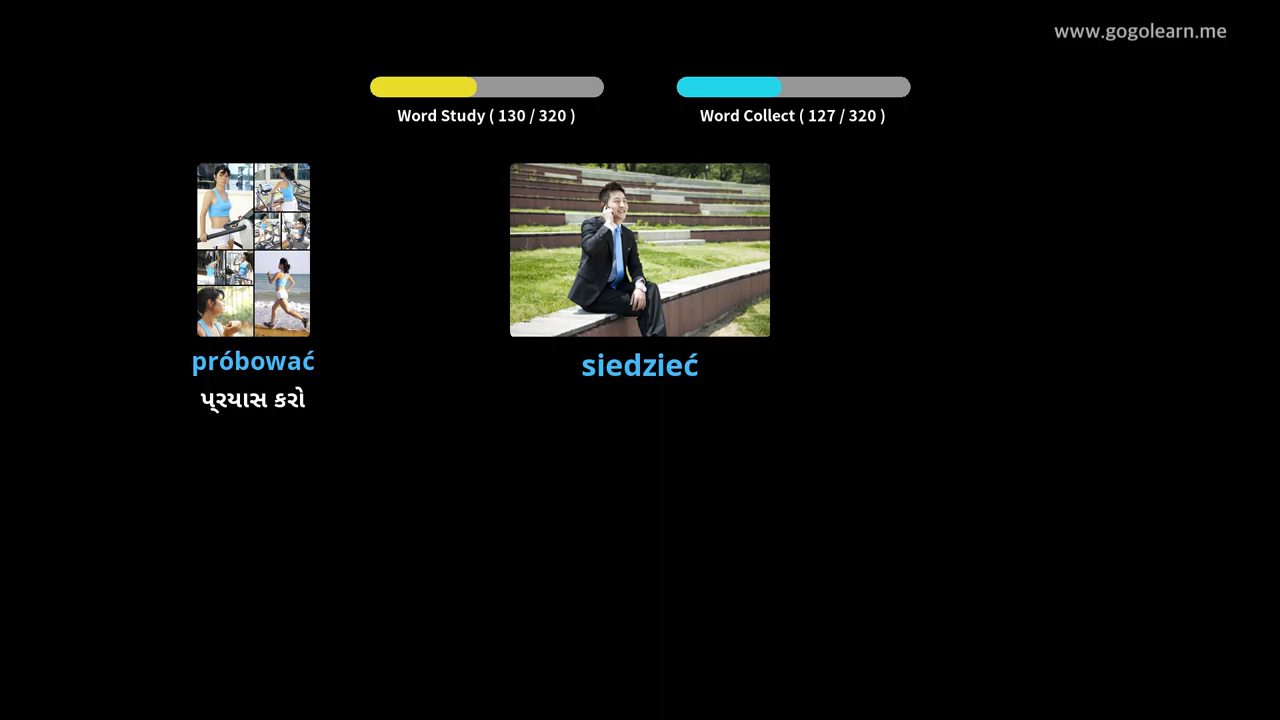 www.gogolearn.me
Word Study ( 130 / 320 )
Word Collect ( 127 / 320 )
próbować
પ્રયાસ કરો
siedzieć